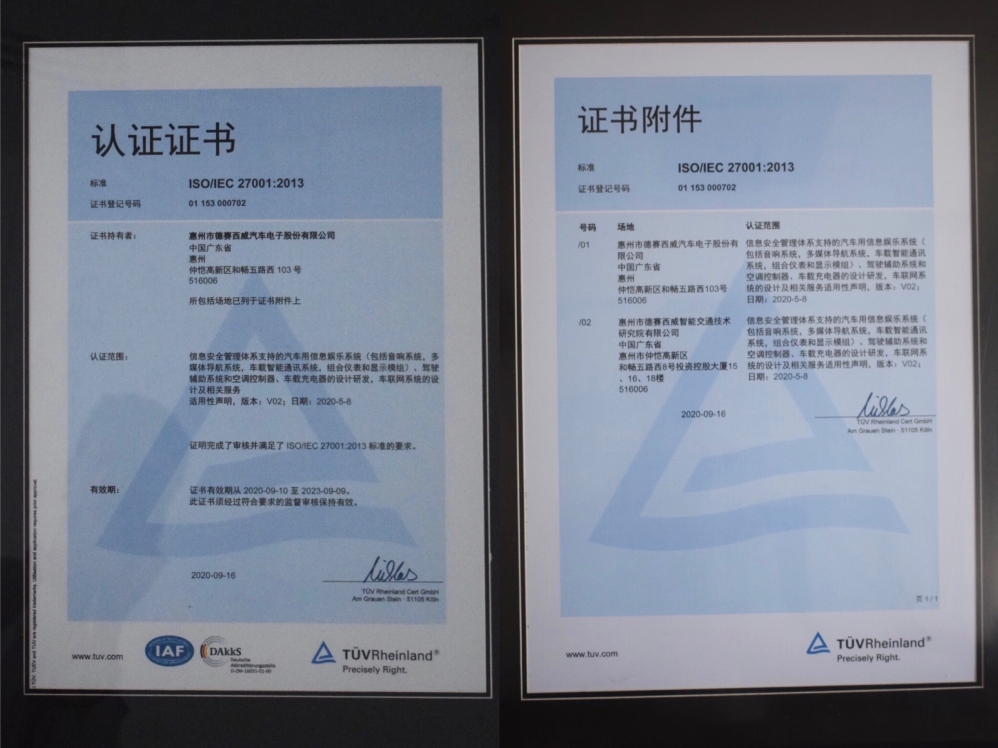 认证证书
标准 ISO/IEC 27001:2013
证书登记号码 01 153 000702
证书持有者： 惠州市德赛西威汽车电子股份有限公司
中国广东省
惠州
仲恺高新区和畅五路西 103 号
516006
所包括场地已列于证书附件上
认证范围： 信息安全管理体系支持的汽车用信息娱乐系统（包括音响系统，多
媒体导航系统，车载智能通讯系统，组合仪表和显示模组）、驾驶
辅助系统和空调控制器、车载充电器的设计研发，车联网系统的设
计及相关服务
适用性声明，版本：V02；日期：2020-5-8
证明完成了审核并满足了 ISO/IEC 27001:2013 标准的要求。
有效期： 证书有效期从 2020-09-10 至 2023-09-09。
此证书须经过符合要求的监督审核保持有效。
2020-09-16
TÜV Rheinland Cert GmbH
Am Grauen Stein · 51105 Köln
www.tuv.com
IAF
DAkkS
Deutsche
Akkreditierungsstelle
TÜVRheinland®
Precisely Right.
® TÜV, TUEV and TUV are registered trademarks. Utilisation and application requires prior approval.
证书附件
标准 ISO/IEC 27001:2013
证书登记号码 01 153 000702
号码 场地 认证范围
/01 惠州市德赛西威汽车电子股份有 信息安全管理体系支持的汽车用信息娱乐系统（
限公司 包括音响系统，多媒体导航系统，车载智能通讯
中国广东省 系统，组合仪表和显示模组）、驾驶辅助系统和
惠州 空调控制器、车载充电器的设计研发，车联网系
仲恺高新区和畅五路西103号 统的设计及相关服务适用性声明，版本：V02；
516006 日期：2020-5-8
/02 惠州市德赛西威智能交通技术 信息安全管理体系支持的汽车用信息娱乐系统（
研究院有限公司 包括音响系统，多媒体导航系统，车载智能通讯
中国广东省 系统，组合仪表和显示模组）、驾驶辅助系统和
惠州市仲恺高新区 空调控制器、车载充电器的设计研发，车联网系
和畅五路西8号投资控股大厦15 统的设计及相关服务适用性声明，版本：V02；
、16、18楼 日期：2020-5-8
516006
2020-09-16
TÜV Rheinland Cert GmbH
Am Grauen Stein · 51105 Köln
页 1 / 1
www.tuv.com
TÜVRheinland®
Precisely Right.